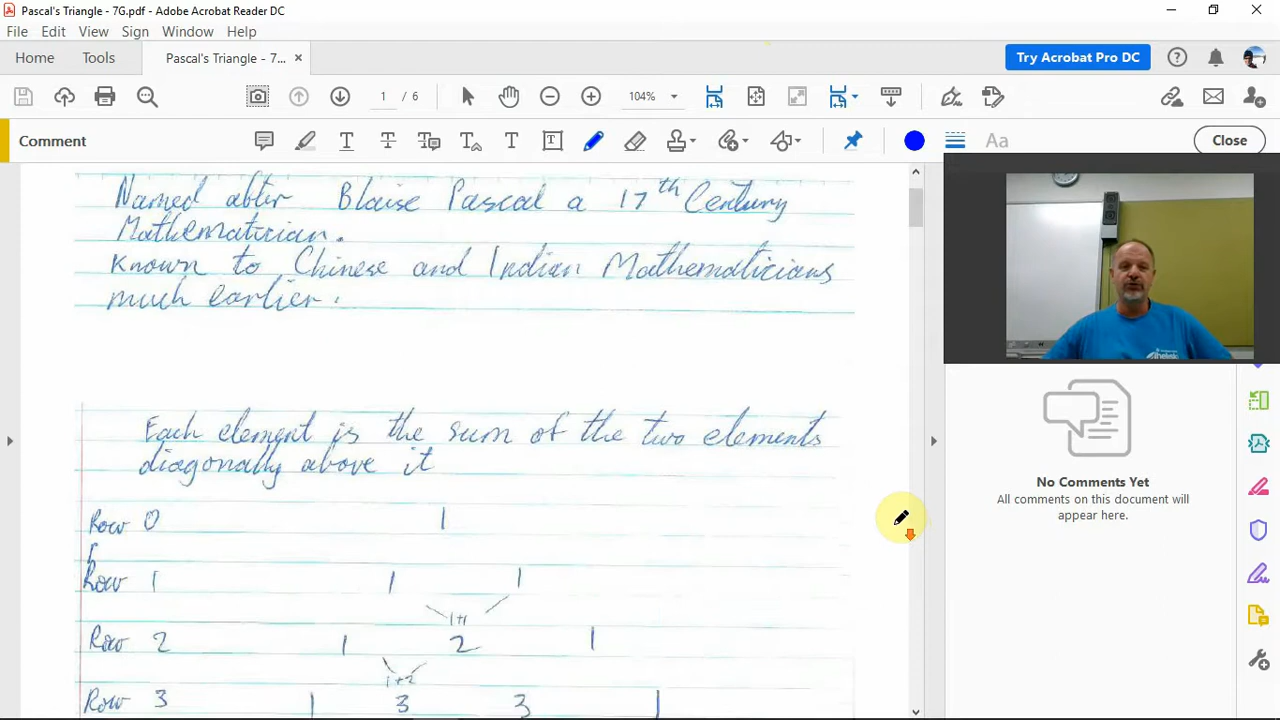 Pascal's Triangle - 7G.pdf - Adobe Acrobat Reader DC
File Edit View Sign Window Help
Home Tools Pascal's Triangle - 7... ×
Try Acrobat Pro DC
1 / 6 104%
Comment
Close
Named after Blaise Pascal a 17th Century
Mathematician.
Known to Chinese and Indian Mathematicians
much earlier.
Each element is the sum of the two elements
diagonally above it
Row 0 1
Row 1 1 1
1+1
Row 2 1 2 1
1+2
Row 3 1 3 3 1
No Comments Yet
All comments on this document will
appear here.